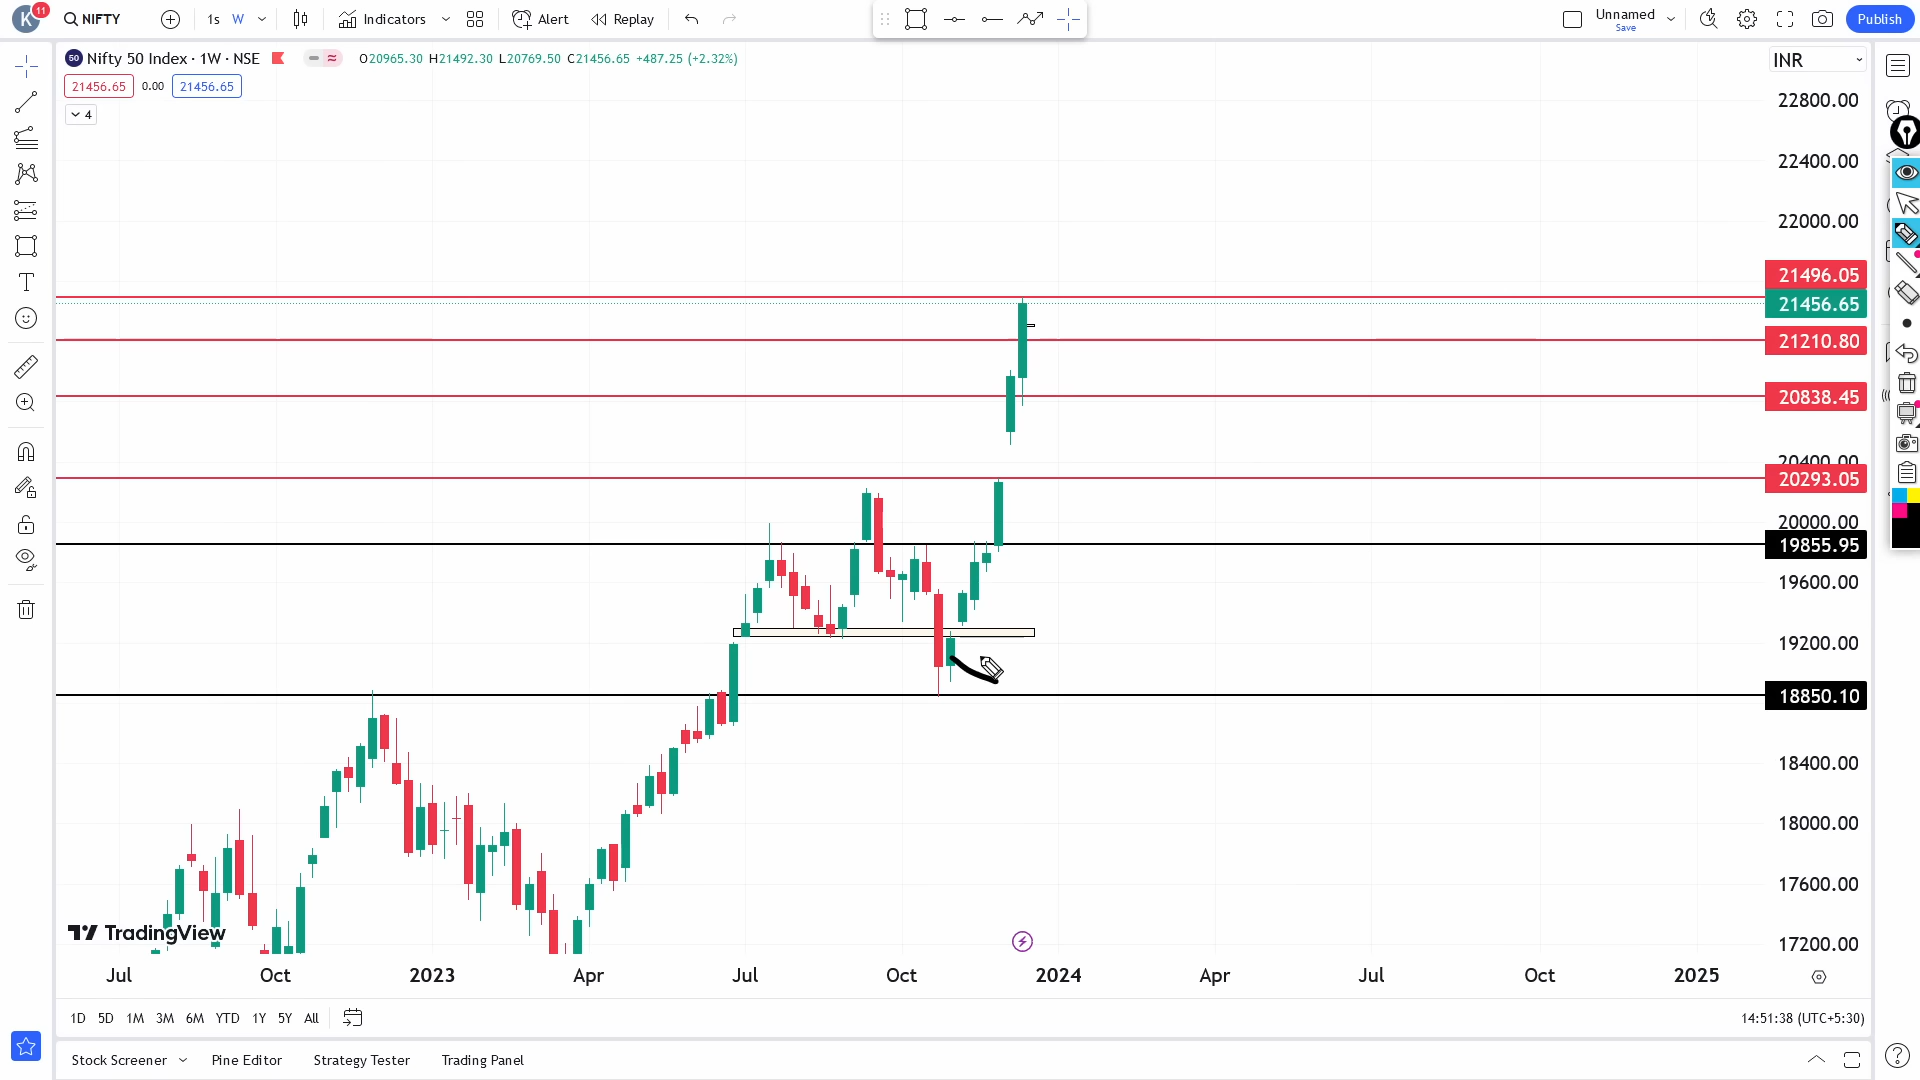 K 11 NIFTY 1s W Indicators Alert Replay Unnamed Save Publish
50 Nifty 50 Index · 1W · NSE O20965.30 H21492.30 L20769.50 C21456.65 +487.25 (+2.32%) INR
21456.65 0.00 21456.65
4
22800.00
22400.00
22000.00
21496.05
21456.65
21210.80
20838.45
20400.00
20293.05
20000.00
19855.95
19600.00
19200.00
18850.10
18400.00
18000.00
17600.00
17200.00
TradingView
Jul Oct 2023 Apr Jul Oct 2024 Apr Jul Oct 2025
1D 5D 1M 3M 6M YTD 1Y 5Y All 14:51:38 (UTC+5:30)
Stock Screener Pine Editor Strategy Tester Trading Panel